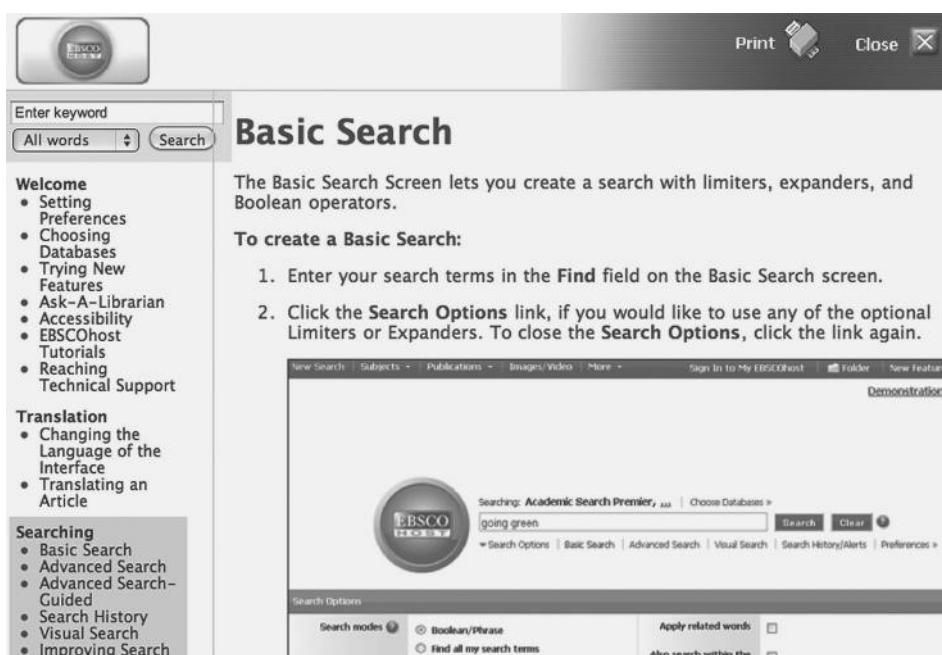 EBSCO
HOST
Print
Close
Enter keyword
All words
Search
Welcome
• Setting
Preferences
• Choosing
Databases
• Trying New
Features
• Ask-A-Librarian
• Accessibility
• EBSCOhost
Tutorials
• Reaching
Technical Support
Translation
• Changing the
Language of the
Interface
• Translating an
Article
Searching
• Basic Search
• Advanced Search
• Advanced Search-
Guided
• Search History
• Visual Search
• Improving Search
Basic Search
The Basic Search Screen lets you create a search with limiters, expanders, and
Boolean operators.
To create a Basic Search:
1. Enter your search terms in the Find field on the Basic Search screen.
2. Click the Search Options link, if you would like to use any of the optional
Limiters or Expanders. To close the Search Options, click the link again.
New Search Subjects Publications Images/Video More Sign In to My EBSCOhost Folder New Featur
Demonstration
EBSCO
HOST
Searching: Academic Search Premier, ... Choose Databases »
going green
Search Clear
Search Options Basic Search Advanced Search Visual Search Search History/Alerts Preferences »
Search Options
Search modes
Boolean/Phrase
Find all my search terms
Apply related words
Also search within the